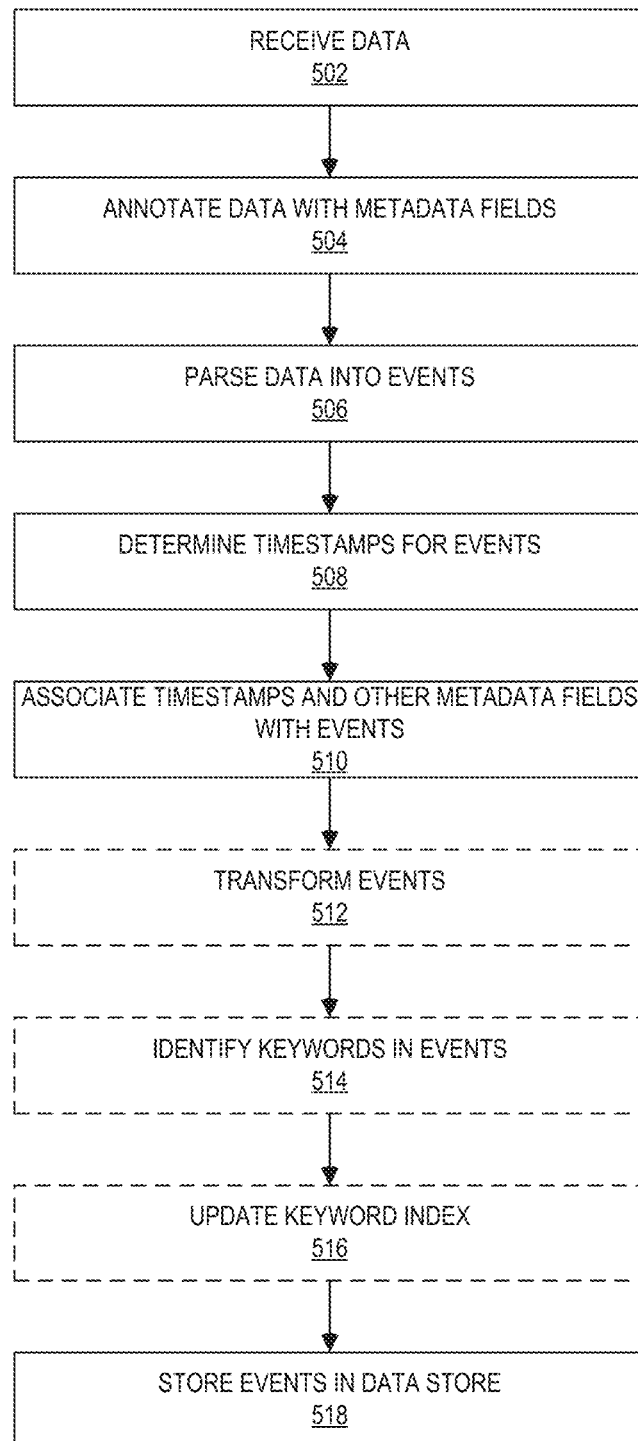 RECEIVE DATA
502
ANNOTATE DATA WITH METADATA FIELDS
504
PARSE DATA INTO EVENTS
506
DETERMINE TIMESTAMPS FOR EVENTS
508
ASSOCIATE TIMESTAMPS AND OTHER METADATA FIELDS
WITH EVENTS
510
TRANSFORM EVENTS
512
IDENTIFY KEYWORDS IN EVENTS
514
UPDATE KEYWORD INDEX
516
STORE EVENTS IN DATA STORE
518